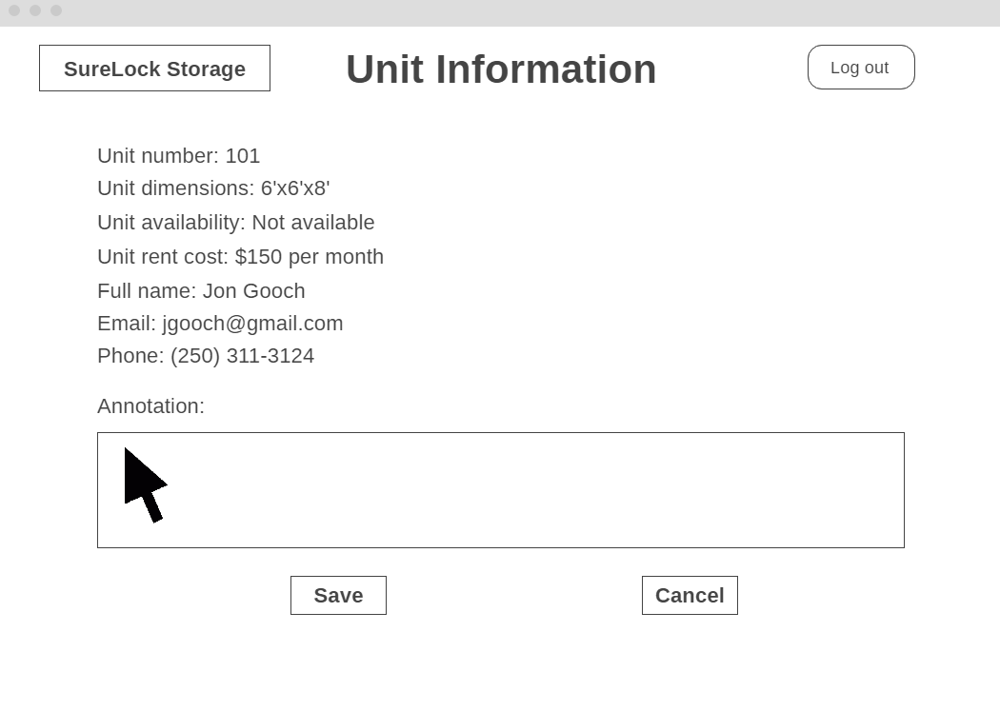 SureLock Storage
Unit Information
Log out
Unit number: 101
Unit dimensions: 6'x6'x8'
Unit availability: Not available
Unit rent cost: $150 per month
Full name: Jon Gooch
Email: jgooch@gmail.com
Phone: (250) 311-3124
Annotation:
Save
Cancel